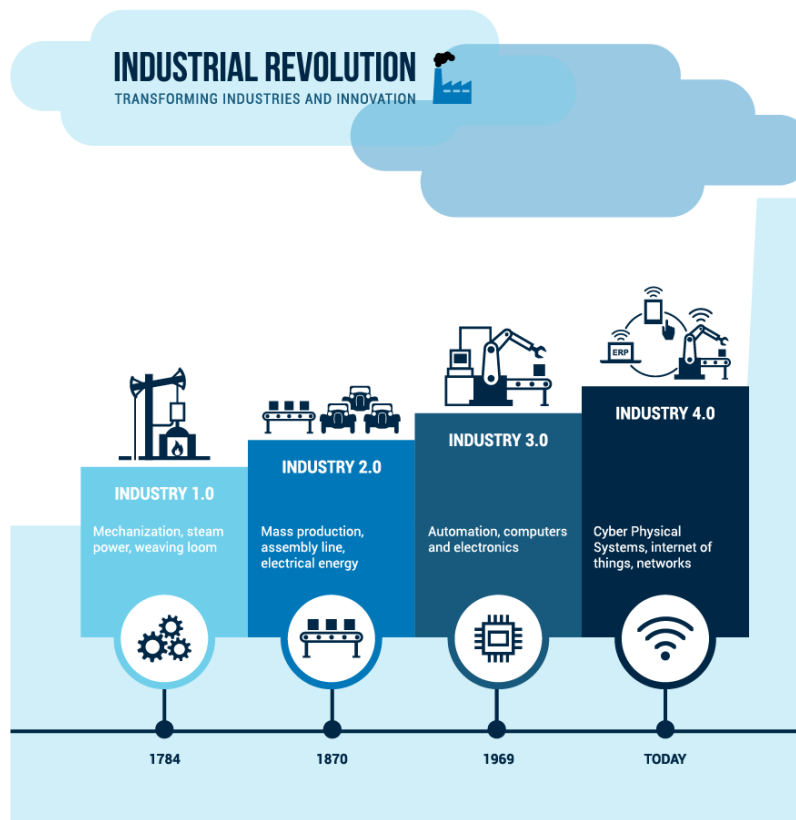 INDUSTRIAL REVOLUTION
TRANSFORMING INDUSTRIES AND INNOVATION
INDUSTRY 1.0
Mechanization, steam
power, weaving loom
INDUSTRY 2.0
Mass production,
assembly line,
electrical energy
INDUSTRY 3.0
Automation, computers
and electronics
ERP
INDUSTRY 4.0
Cyber Physical
Systems, internet of
things, networks
1784
1870
1969
TODAY